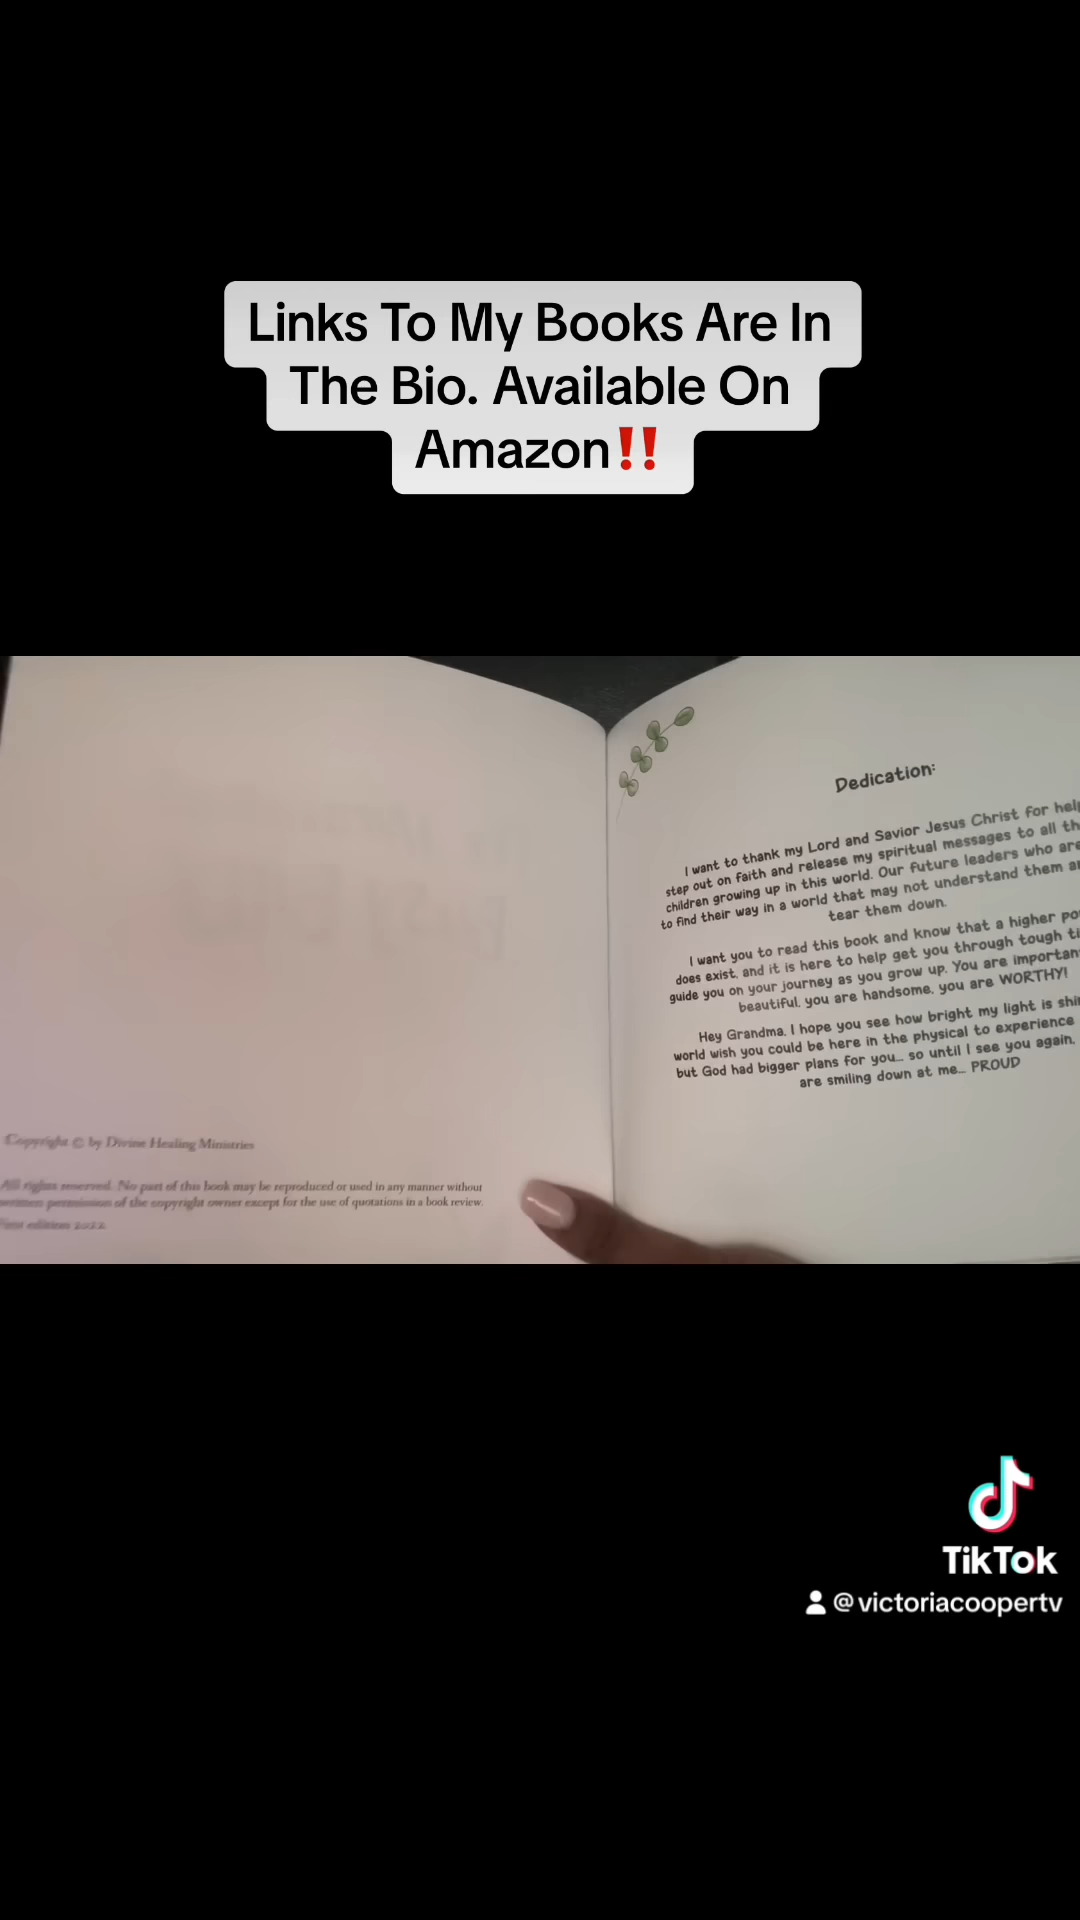 Links To My Books Are In
The Bio. Available On
Amazon‼️
Dedication:
I want to thank my Lord and Savior Jesus Christ for
step out on faith and release my spiritual messages to all
children growing up in this world. Our future leaders who are
to find their way in a world that may not understand them
tear them down.
I want you to read this book and know that a higher
does exist, and it is here to help get you through tough
guide you on your journey as you grow up. You are
beautiful, you are handsome, you are WORTHY!
Hey Grandma, I hope you see how bright my light is
world wish you could be here in the physical to experience
but God had bigger plans for you... so until I see you again,
are smiling down at me... PROUD
Copyright © by Divine Healing Ministries
All rights reserved. No part of this book may be reproduced or used in any manner without
written permission of the copyright owner except for the use of quotations in a book review.
First edition 2022
TikTok
@victoriacoopertv